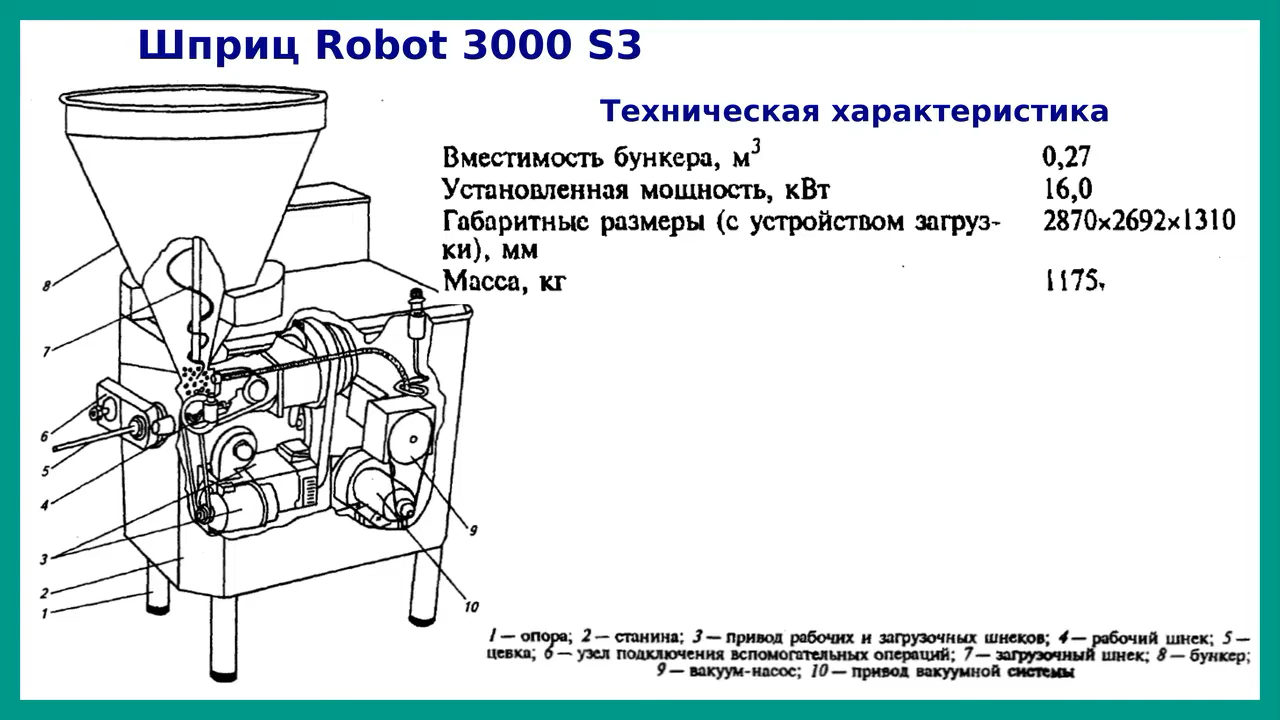 Шприц Robot 3000 S3
Техническая характеристика
Вместимость бункера, м³ 0,27
Установленная мощность, кВт 16,0
Габаритные размеры (с устройством загруз- 2870×2692×1310
ки), мм
Масса, кг 1175,
8
7
6
5
4
3
2
1
9
10
1 — опора; 2 — станина; 3 — привод рабочих и загрузочных шнеков; 4 — рабочий шнек; 5 —
цевка; 6 — узел подключения вспомогательных операций; 7 — загрузочный шнек; 8 — бункер;
9 — вакуум-насос; 10 — привод вакуумной системы